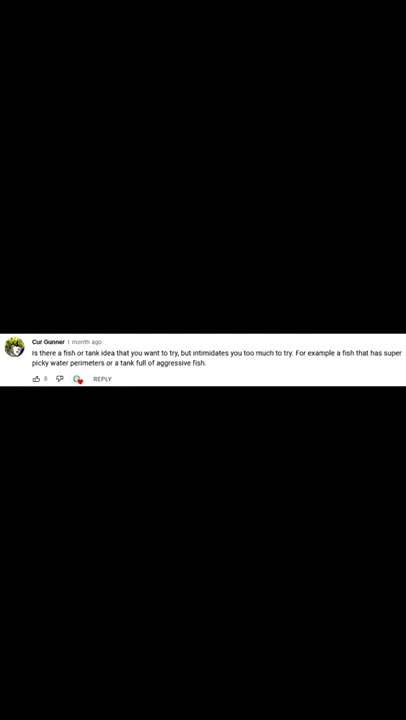 Cur Gunner 1 month ago
Is there a fish or tank idea that you want to try, but intimidates you too much to try. For example a fish that has super
picky water perimeters or a tank full of aggressive fish.
8 REPLY